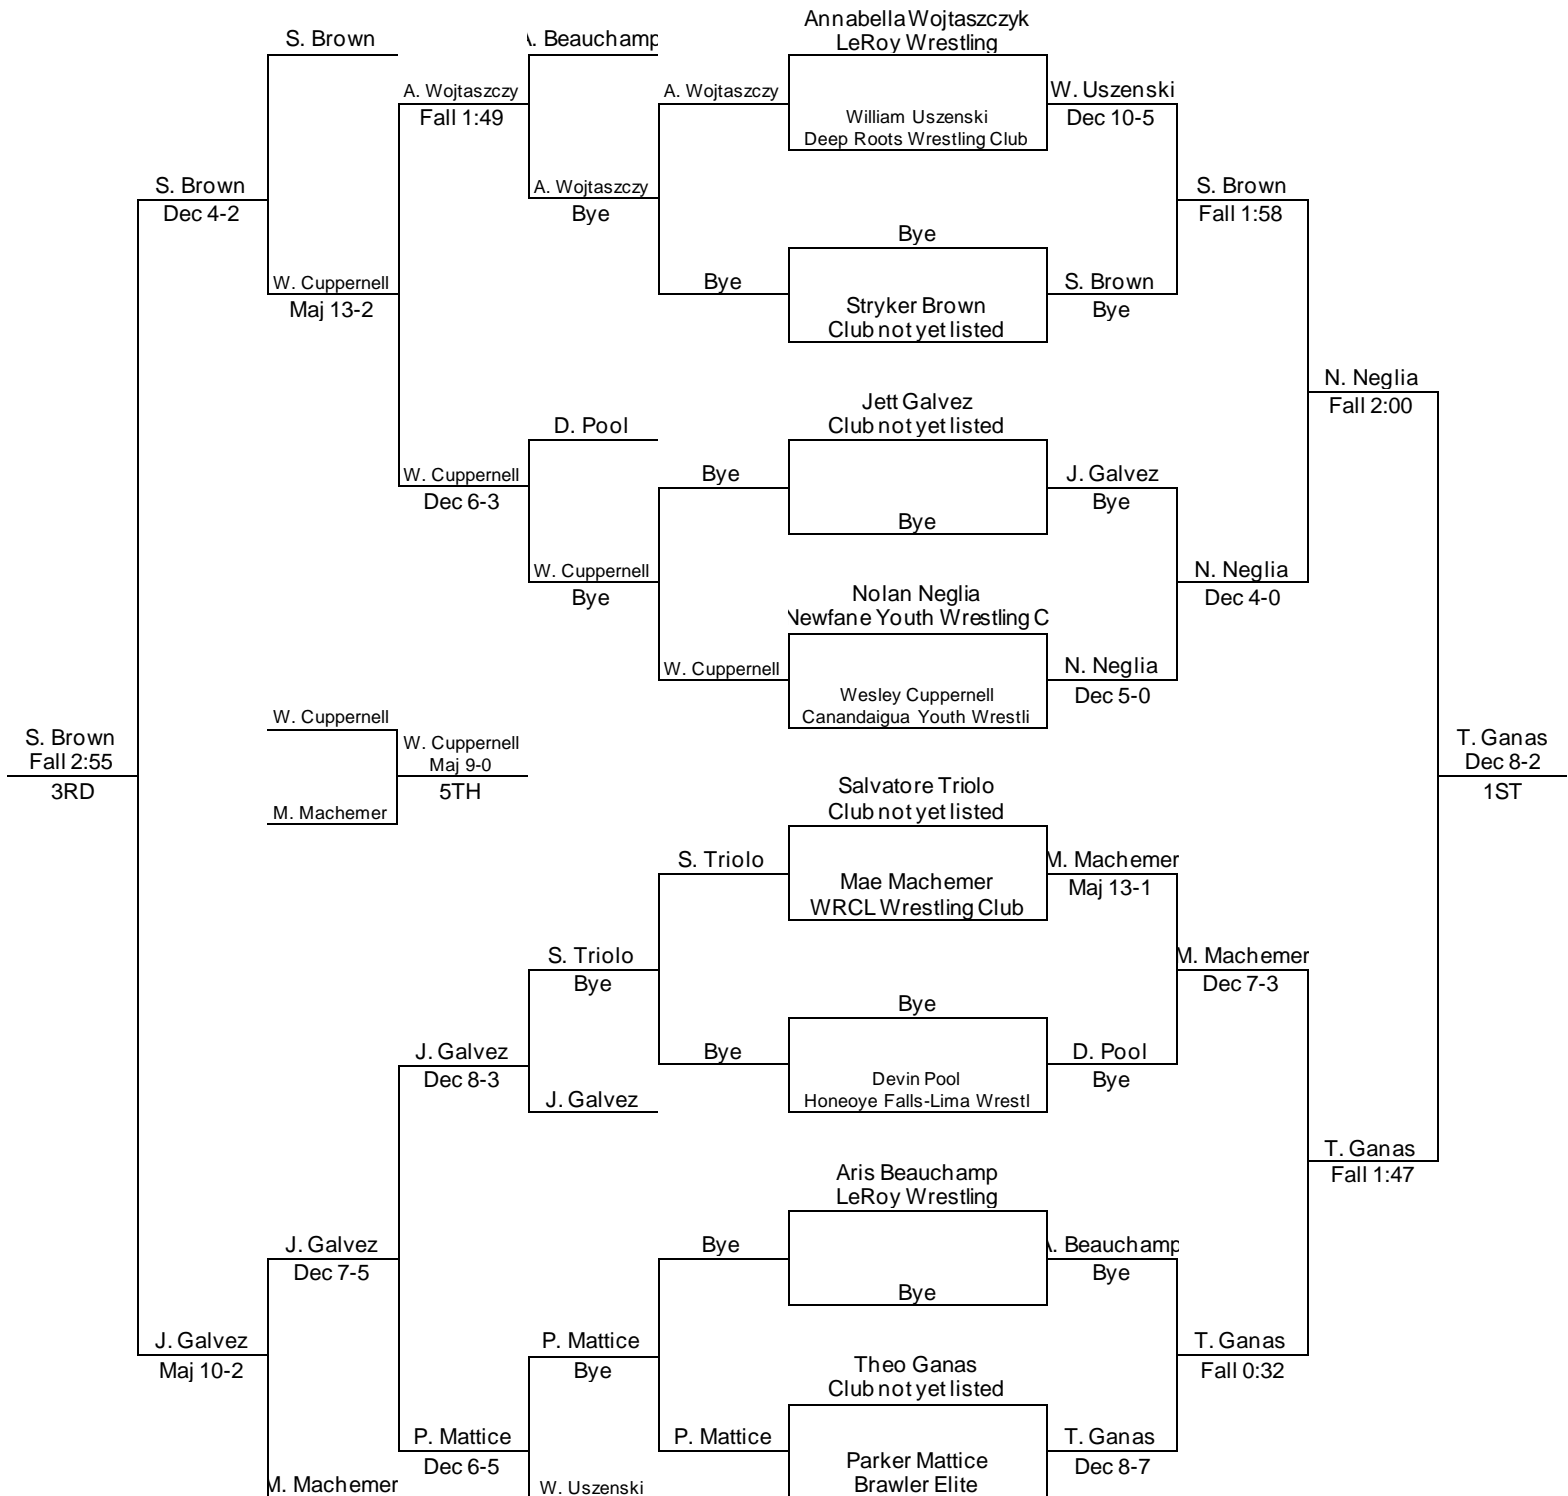 Annabella Wojtaszczyk
LeRoy Wrestling
S. Brown
A. Beauchamp
A. Wojtaszczy
Fall 1:49
A. Wojtaszczy
W. Uszenski
Dec 10-5
William Uszenski
Deep Roots Wrestling Club
S. Brown
Dec 4-2
A. Wojtaszczy
Bye
S. Brown
Fall 1:58
Bye
W. Cuppernell
Maj 13-2
Bye
S. Brown
Bye
Stryker Brown
Club not yet listed
N. Neglia
Fall 2:00
Jett Galvez
Club not yet listed
D. Pool
W. Cuppernell
Dec 6-3
Bye
J. Galvez
Bye
Bye
W. Cuppernell
Bye
N. Neglia
Dec 4-0
Nolan Neglia
Newfane Youth Wrestling C
W. Cuppernell
N. Neglia
Dec 5-0
Wesley Cuppernell
Canandaigua Youth Wrestli
W. Cuppernell
S. Brown
Fall 2:55
3RD
W. Cuppernell
Maj 9-0
5TH
T. Ganas
Dec 8-2
1ST
M. Machemer
Salvatore Triolo
Club not yet listed
S. Triolo
M. Machemer
Maj 13-1
Mae Machemer
WRCL Wrestling Club
S. Triolo
Bye
M. Machemer
Dec 7-3
Bye
J. Galvez
Dec 8-3
Bye
D. Pool
Bye
Devin Pool
Honeoye Falls-Lima Wrestl
J. Galvez
T. Ganas
Fall 1:47
Aris Beauchamp
LeRoy Wrestling
J. Galvez
Dec 7-5
Bye
A. Beauchamp
Bye
Bye
J. Galvez
Maj 10-2
P. Mattice
Bye
T. Ganas
Fall 0:32
Theo Ganas
Club not yet listed
P. Mattice
Dec 6-5
P. Mattice
T. Ganas
Dec 8-7
Parker Mattice
Brawler Elite
M. Machemer
W. Uszenski